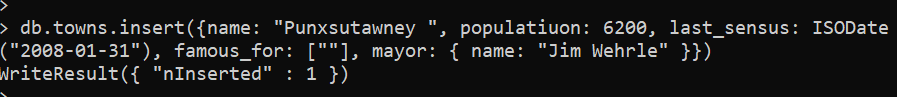 >
> db.towns.insert({name: "Punxsutawney ", populatiuon: 6200, last_sensus: ISODate
("2008-01-31"), famous_for: [""], mayor: { name: "Jim Wehrle" }})
WriteResult({ "nInserted" : 1 })
>